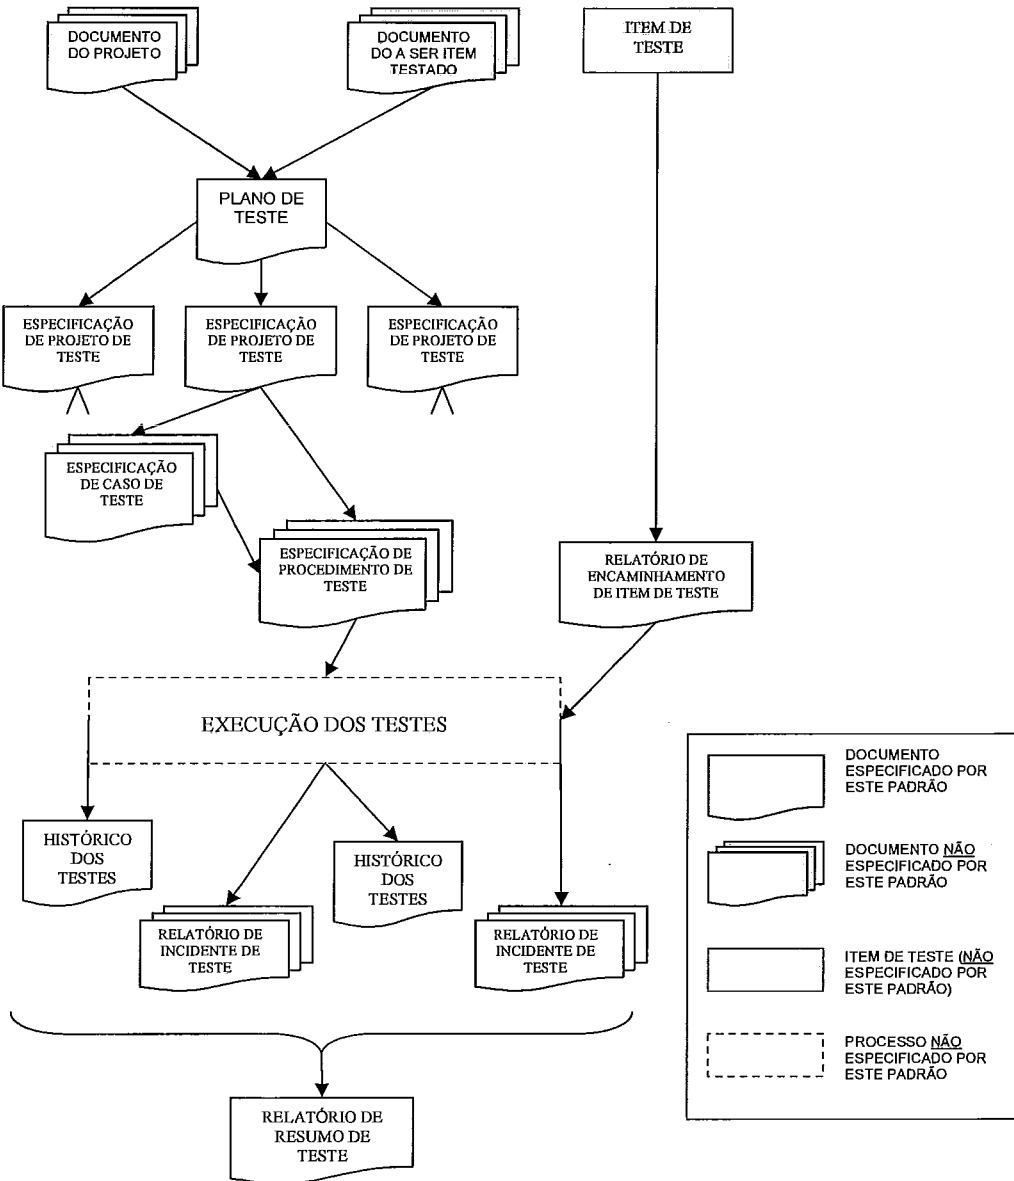 DOCUMENTO
DO PROJETO
DOCUMENTO
DO A SER ITEM
TESTADO
ITEM DE
TESTE
PLANO DE
TESTE
ESPECIFICAÇÃO
DE PROJETO DE
TESTE
ESPECIFICAÇÃO
DE PROJETO DE
TESTE
ESPECIFICAÇÃO
DE PROJETO DE
TESTE
ESPECIFICAÇÃO
DE CASO DE
TESTE
ESPECIFICAÇÃO DE
PROCEDIMENTO DE
TESTE
RELATÓRIO DE
ENCAMINHAMENTO
DE ITEM DE TESTE
EXECUÇÃO DOS TESTES
HISTÓRICO
DOS
TESTES
RELATÓRIO DE
INCIDENTE DE
TESTE
HISTÓRICO
DOS
TESTES
RELATÓRIO DE
INCIDENTE DE
TESTE
RELATÓRIO DE
RESUMO DE
TESTE
DOCUMENTO
ESPECIFICADO POR
ESTE PADRÃO
DOCUMENTO NÃO
ESPECIFICADO POR
ESTE PADRÃO
ITEM DE TESTE (NÃO
ESPECIFICADO POR
ESTE PADRÃO)
PROCESSO NÃO
ESPECIFICADO POR
ESTE PADRÃO